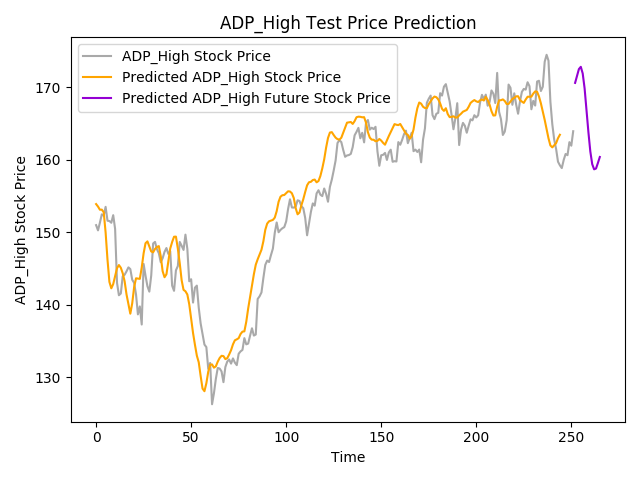 ADP_High Test Price Prediction
ADP_High Stock Price
Predicted ADP_High Stock Price
Predicted ADP_High Future Stock Price
ADP_High Stock Price
170
160
150
140
130
0 50 100 150 200 250
Time